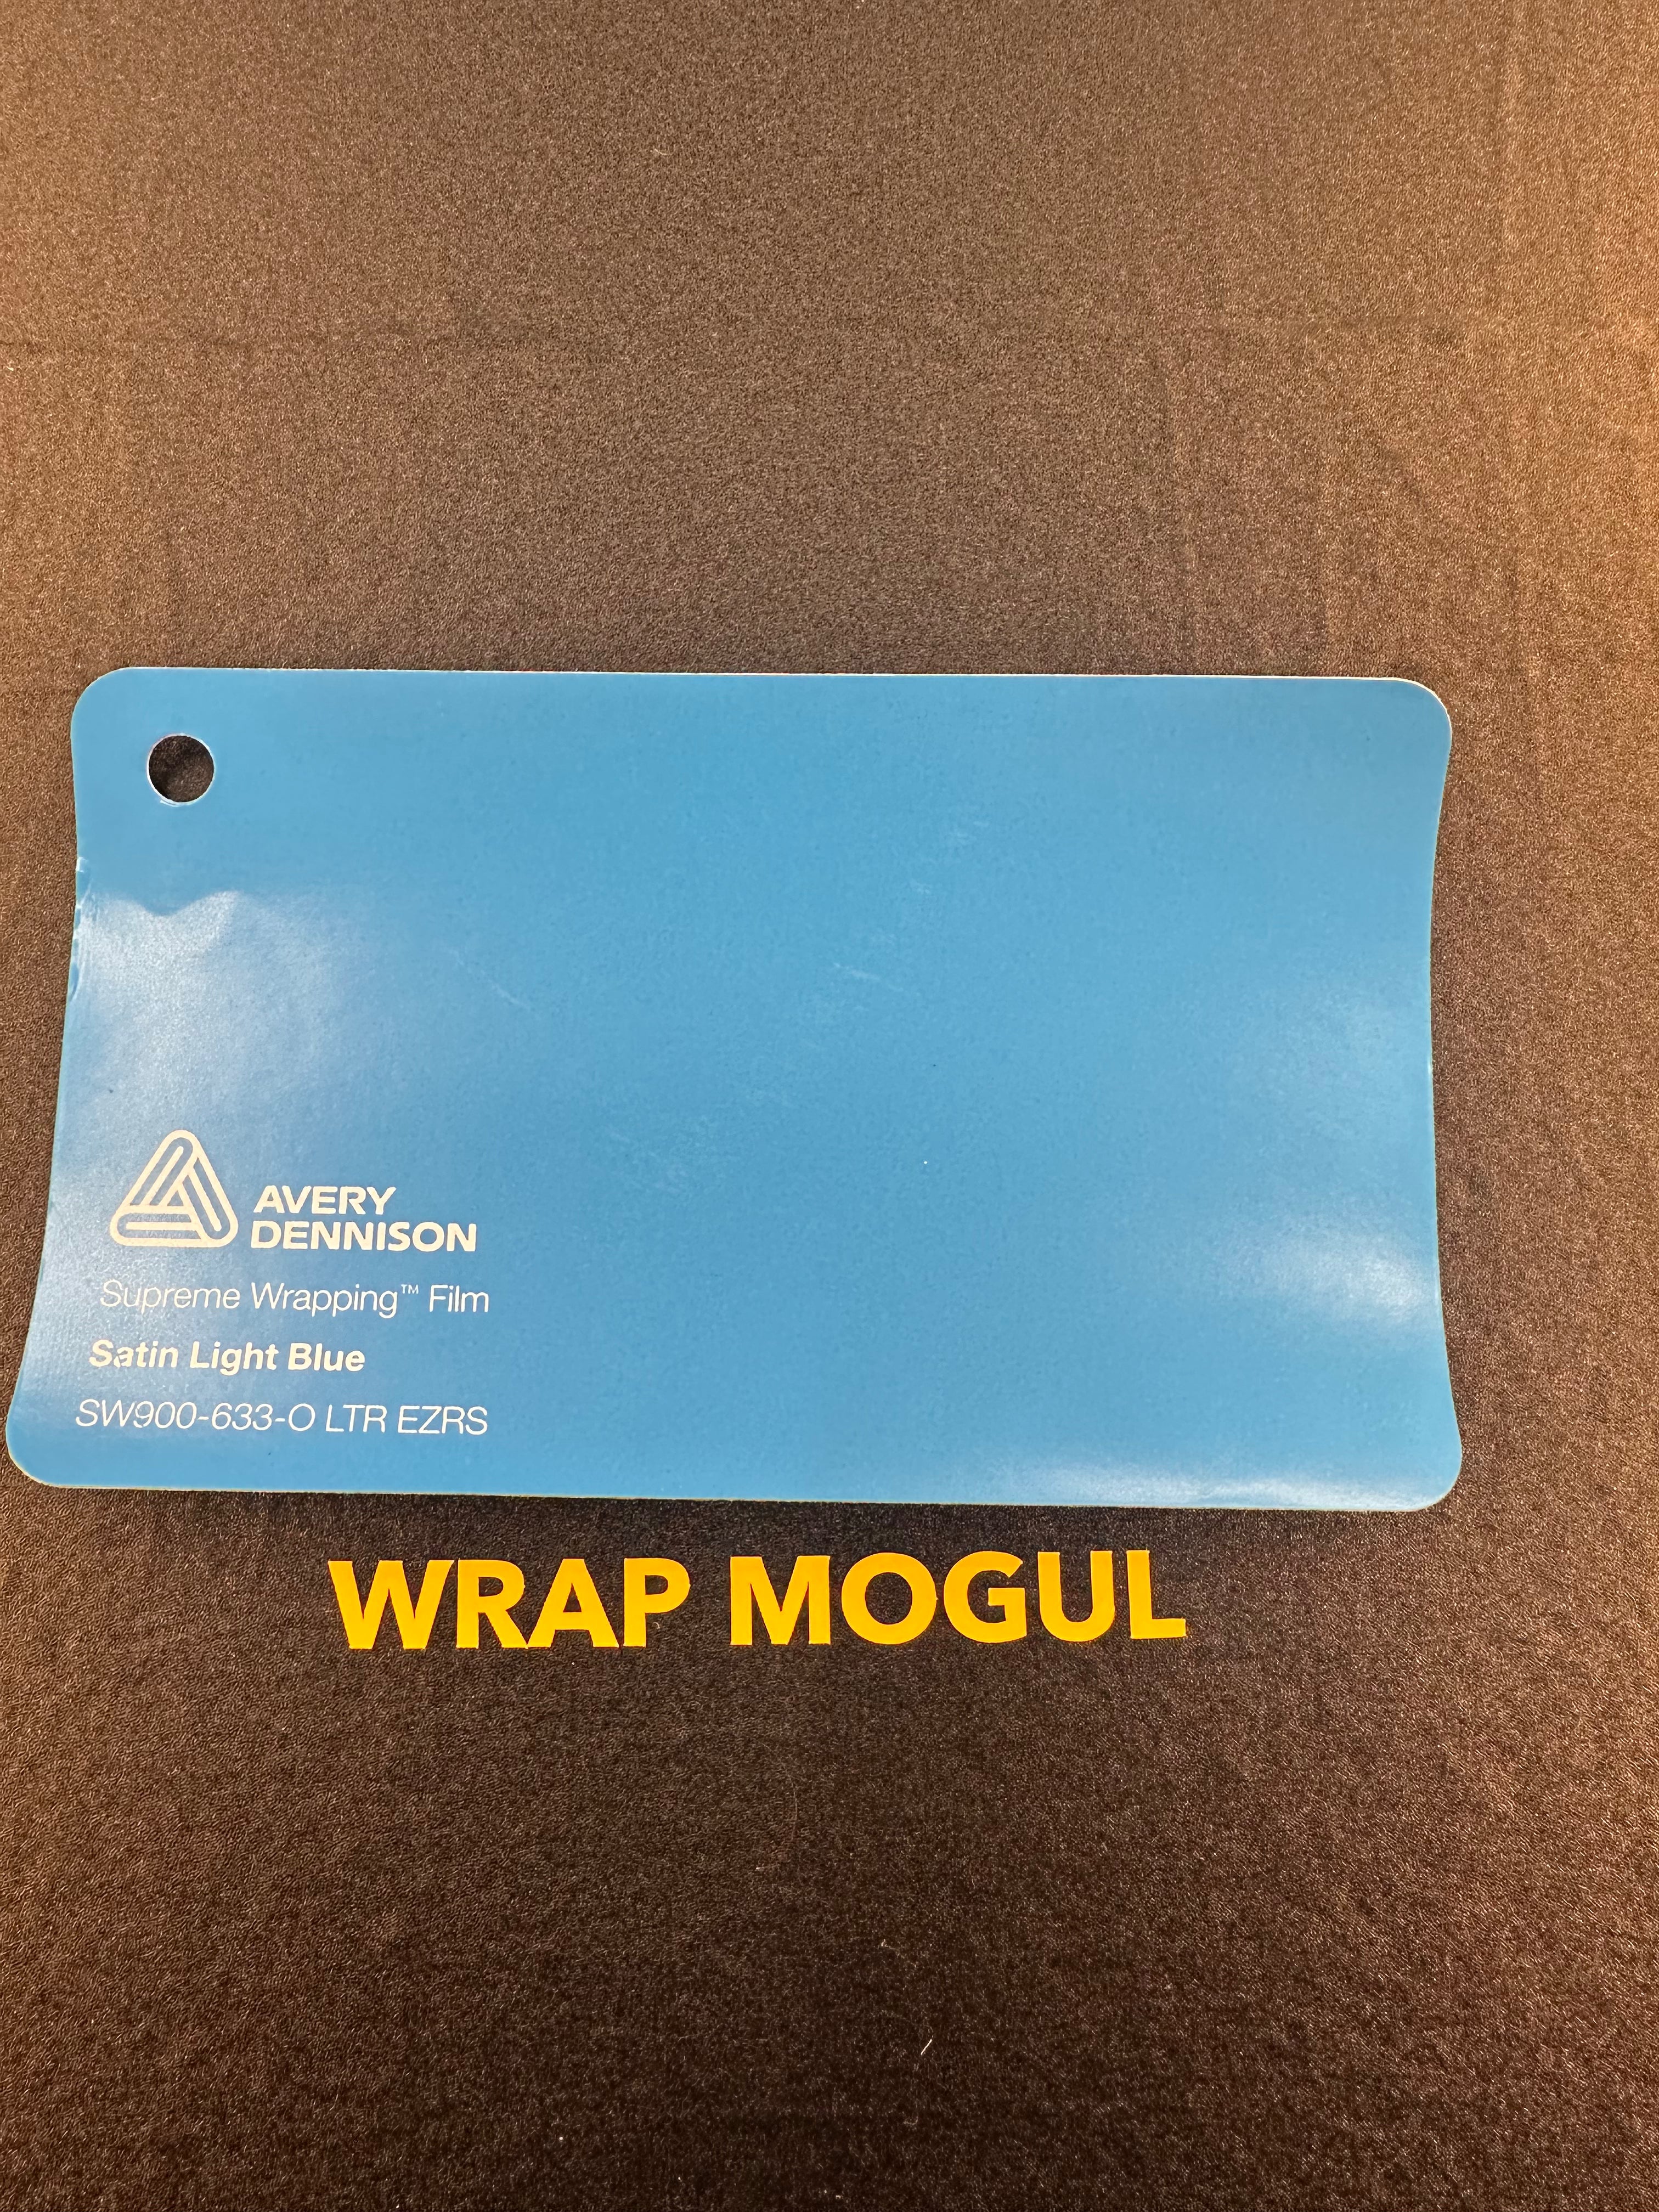 AVERY
DENNISON
Supreme Wrapping™ Film
Satin Light Blue
SW900-633-O LTR EZRS
WRAP MOGUL